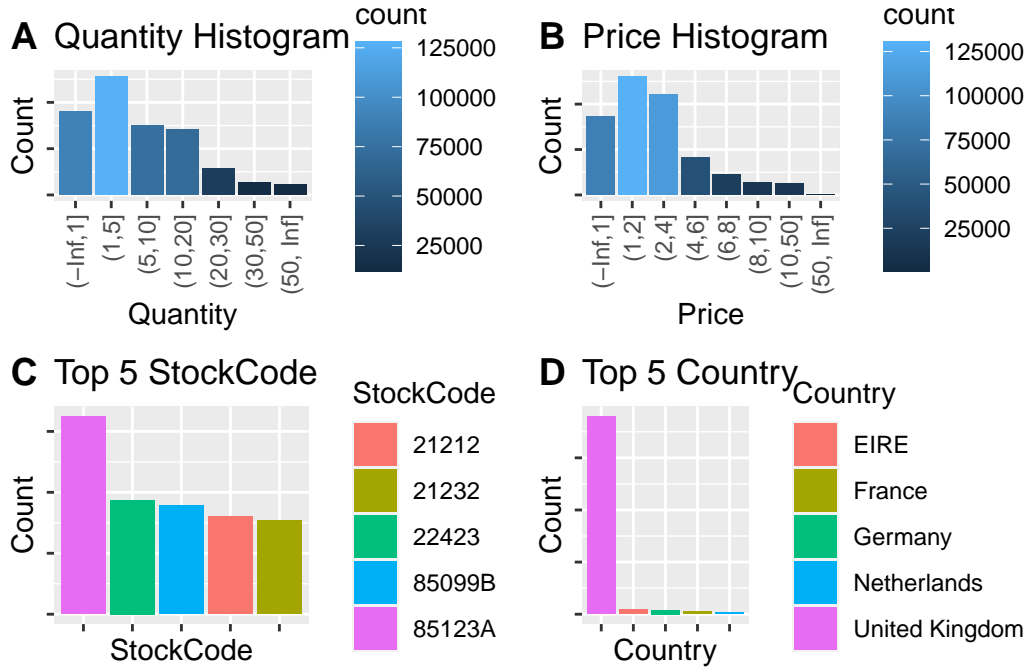 A Quantity Histogram
count
125000
100000
75000
50000
25000
Count
(−Inf,1]
(1,5]
(5,10]
(10,20]
(20,30]
(30,50]
(50, Inf]
Quantity
B Price Histogram
count
125000
100000
75000
50000
25000
Count
(−Inf,1]
(1,2]
(2,4]
(4,6]
(6,8]
(8,10]
(10,50]
(50, Inf]
Price
C Top 5 StockCode
StockCode
21212
21232
22423
85099B
85123A
Count
StockCode
D Top 5 Country
Country
EIRE
France
Germany
Netherlands
United Kingdom
Count
Country